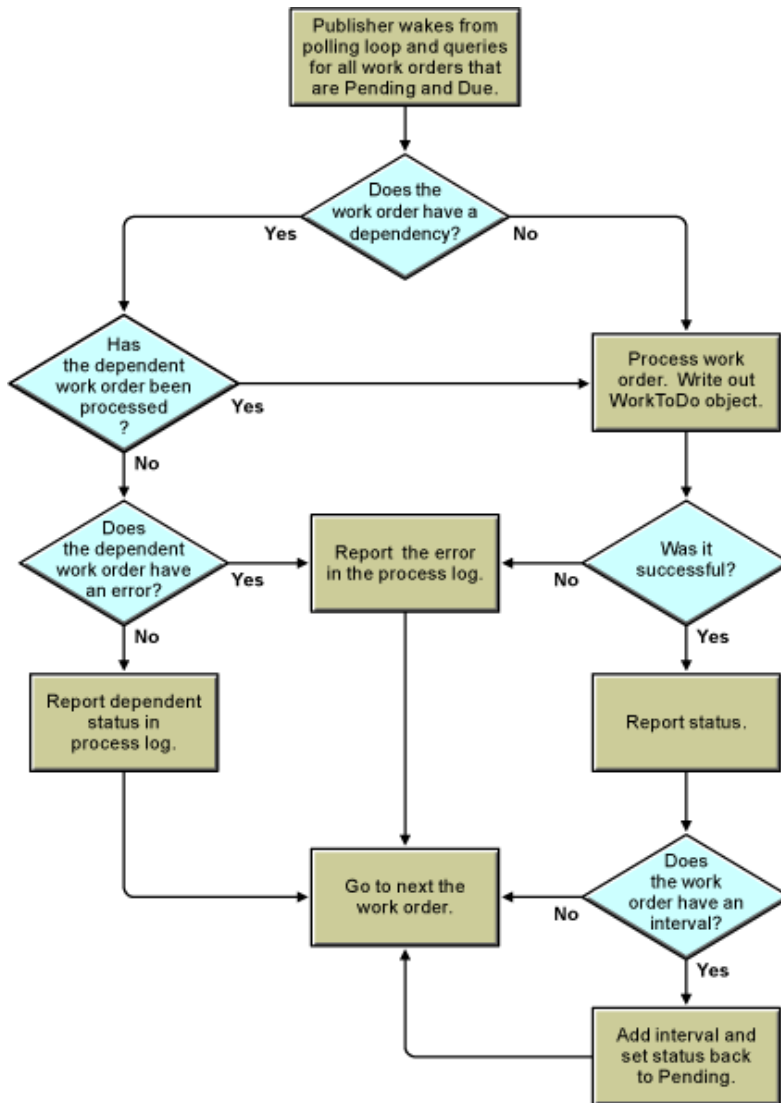 Publisher wakes from
polling loop and queries
for all work orders that
are Pending and Due.
Does the
work order have a
dependency?
Yes
No
Has
the dependent
work order been
processed
?
Yes
No
Process work
order. Write out
WorkToDo object.
Does
the dependent
work order have
an error?
Yes
No
Report the error
in the process log.
Was it
successful?
No
Yes
Report dependent
status in
process log.
Report status.
Go to next the
work order.
Does
the work
order have an
interval?
No
Yes
Add interval and
set status back
to Pending.